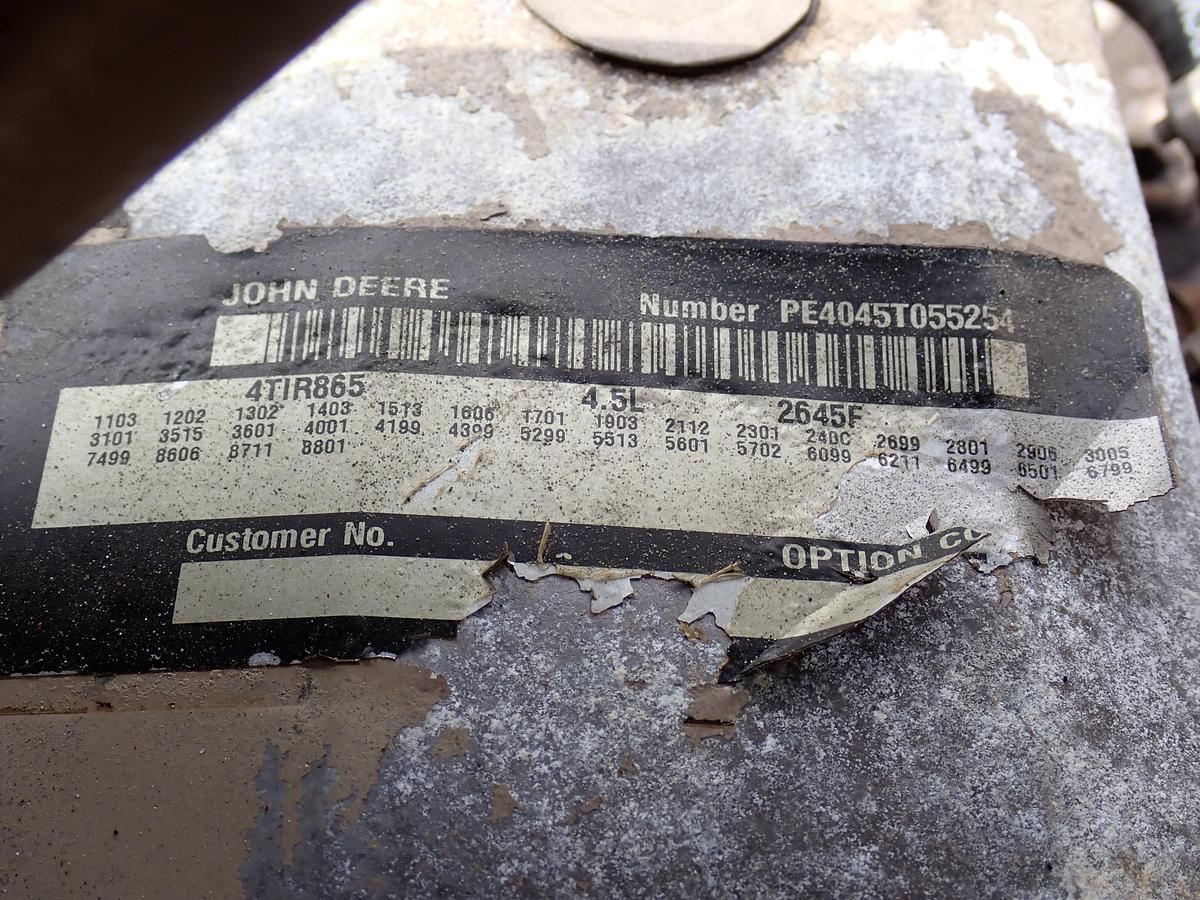 JOHN DEERE
Number PE4045T055254
4TIR865 4.5L 2645F
1103 1202 1302 1403 1513 1606 1701 1903 2112 2301 240C 2699 2801 2906 3005
3101 3515 3601 4001 4199 4399 5299 5513 5601 5702 6099 6211 6499 6501 6799
7499 8606 8711 8801
Customer No.
OPTION CO